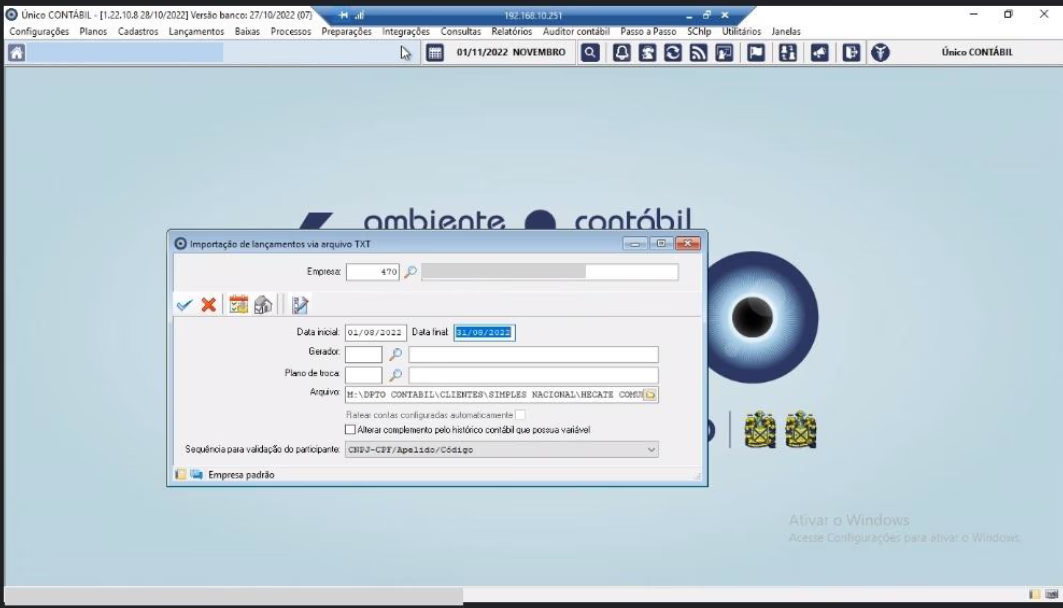 Único CONTÁBIL - [1.22.10.8 28/10/2022] Versão banco: 27/10/2022 (07) 192.168.10.251
Configurações Planos Cadastros Lançamentos Baixas Processos Preparações Integrações Consultas Relatórios Auditor contábil Passo a Passo SChlp Utilitários Janelas
01/11/2022 NOVEMBRO Único CONTÁBIL
ambiente contábil
Importação de lançamentos via arquivo TXT
Empresa: 470
Data inicial: 01/08/2022 Data final: 31/08/2022
Gerador:
Plano de troca:
Arquivo: M:\DPTO CONTABIL\CLIENTES\SIMPLES NACIONAL\HECATE COMU
Ratear contas configuradas automaticamente
Alterar complemento pelo histórico contábil que possua variável
Sequência para validação do participante: CNPJ-CPF/Apelido/Código
Empresa padrão
Ativar o Windows
Acesse Configurações para ativar o Windows.